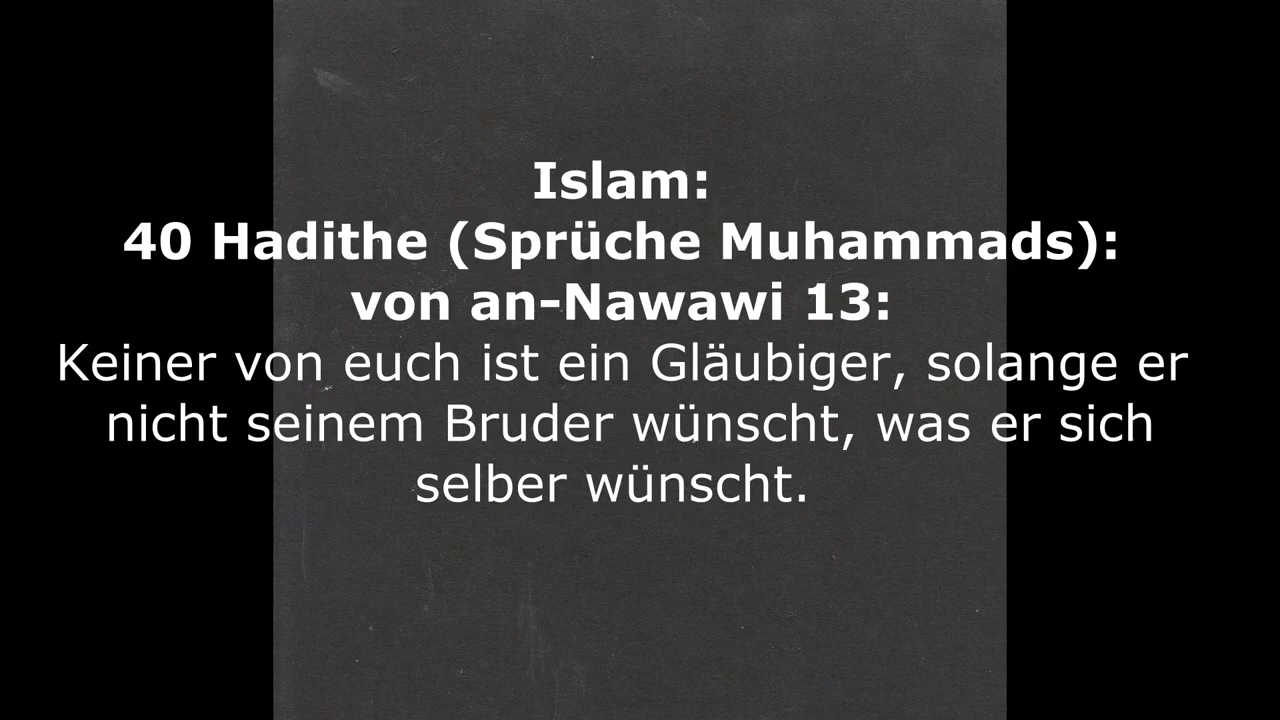 Islam:
40 Hadithe (Sprüche Muhammads):
von an-Nawawi 13:
Keiner von euch ist ein Gläubiger, solange er
nicht seinem Bruder wünscht, was er sich
selber wünscht.